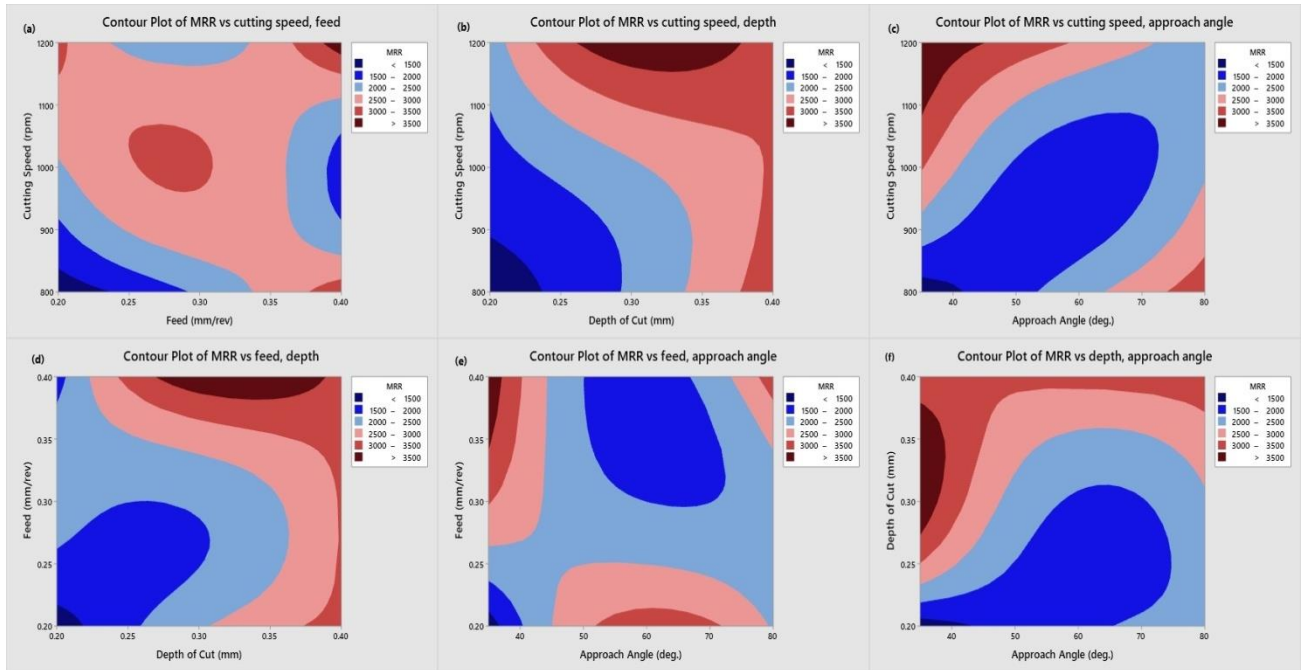 (a)
Contour Plot of MRR vs cutting speed, feed
Cutting Speed (rpm)
1200
1100
1000
900
800
0.20 0.25 0.30 0.35 0.40
Feed (mm/rev)
MRR
< 1500
1500 – 2000
2000 – 2500
2500 – 3000
3000 – 3500
> 3500
(b)
Contour Plot of MRR vs cutting speed, depth
Cutting Speed (rpm)
1200
1100
1000
900
800
0.20 0.25 0.30 0.35 0.40
Depth of Cut (mm)
MRR
< 1500
1500 – 2000
2000 – 2500
2500 – 3000
3000 – 3500
> 3500
(c)
Contour Plot of MRR vs cutting speed, approach angle
Cutting Speed (rpm)
1200
1100
1000
900
800
40 50 60 70 80
Approach Angle (deg.)
MRR
< 1500
1500 – 2000
2000 – 2500
2500 – 3000
3000 – 3500
> 3500
(d)
Contour Plot of MRR vs feed, depth
Feed (mm/rev)
0.40
0.35
0.30
0.25
0.20
0.20 0.25 0.30 0.35 0.40
Depth of Cut (mm)
MRR
< 1500
1500 – 2000
2000 – 2500
2500 – 3000
3000 – 3500
> 3500
(e)
Contour Plot of MRR vs feed, approach angle
Feed (mm/rev)
0.40
0.35
0.30
0.25
0.20
40 50 60 70 80
Approach Angle (deg.)
MRR
< 1500
1500 – 2000
2000 – 2500
2500 – 3000
3000 – 3500
> 3500
(f)
Contour Plot of MRR vs depth, approach angle
Depth of Cut (mm)
0.40
0.35
0.30
0.25
0.20
40 50 60 70 80
Approach Angle (deg.)
MRR
< 1500
1500 – 2000
2000 – 2500
2500 – 3000
3000 – 3500
> 3500